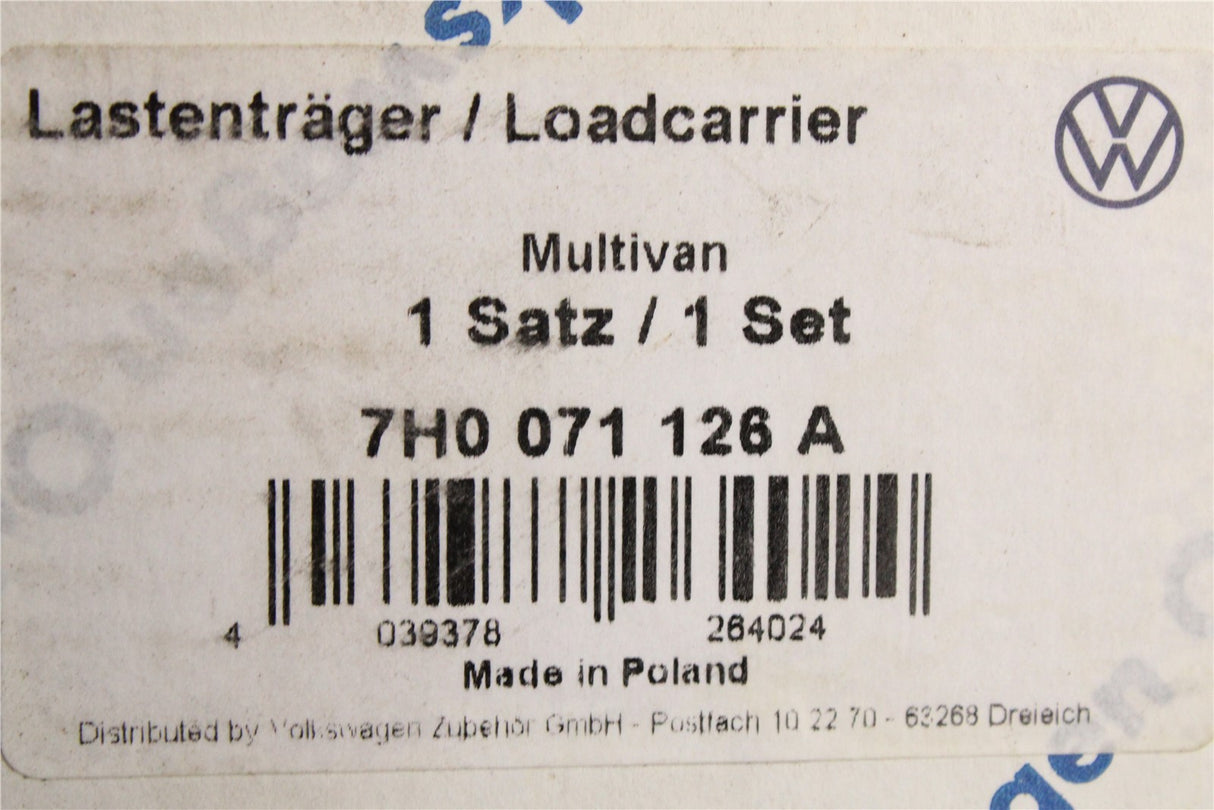 Lastenträger / Loadcarrier
Multivan
1 Satz / 1 Set
7H0 071 126 A
4 039378 264024
Made in Poland
Distributed by Volkswagen Zubehör GmbH - Postfach 10 22 70 - 63268 Dreieich